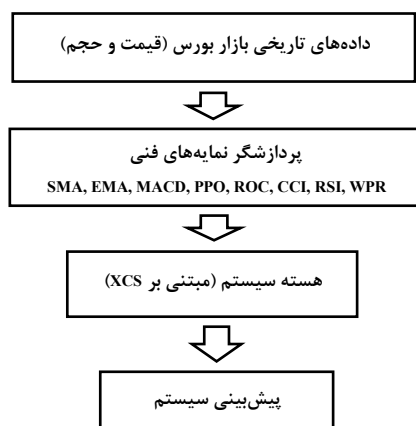 داده‌های تاریخی بازار بورس (قیمت و حجم)
پردازشگر نمایه‌های فنی
SMA, EMA, MACD, PPO, ROC, CCI, RSI, WPR
هسته سیستم (مبتنی بر XCS)
پیش‌بینی سیستم